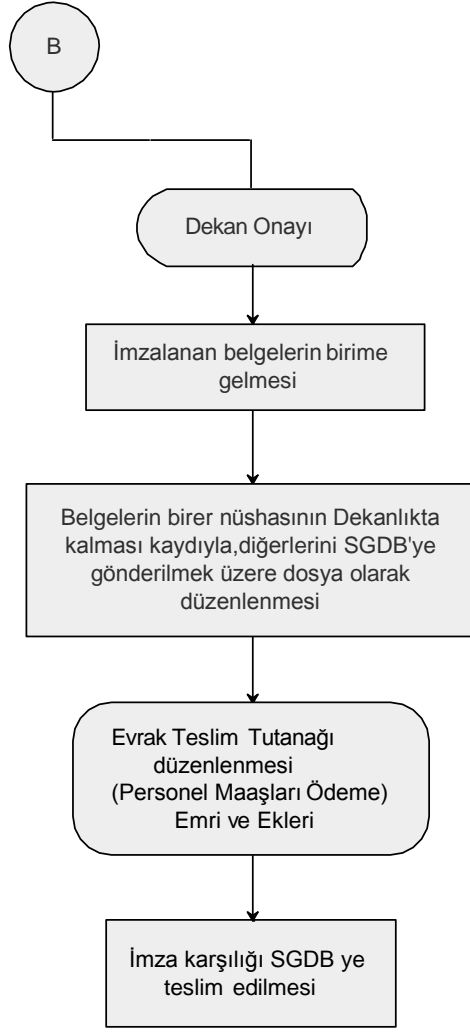 B
Dekan Onayı
İmzalanan belgelerin birime
gelmesi
Belgelerin birer nüshasının Dekanlıkta
kalması kaydıyla,diğerlerini SGDB'ye
gönderilmek üzere dosya olarak
düzenlenmesi
Evrak Teslim Tutanağı
düzenlenmesi
(Personel Maaşları Ödeme)
Emri ve Ekleri
İmza karşılığı SGDB ye
teslim edilmesi